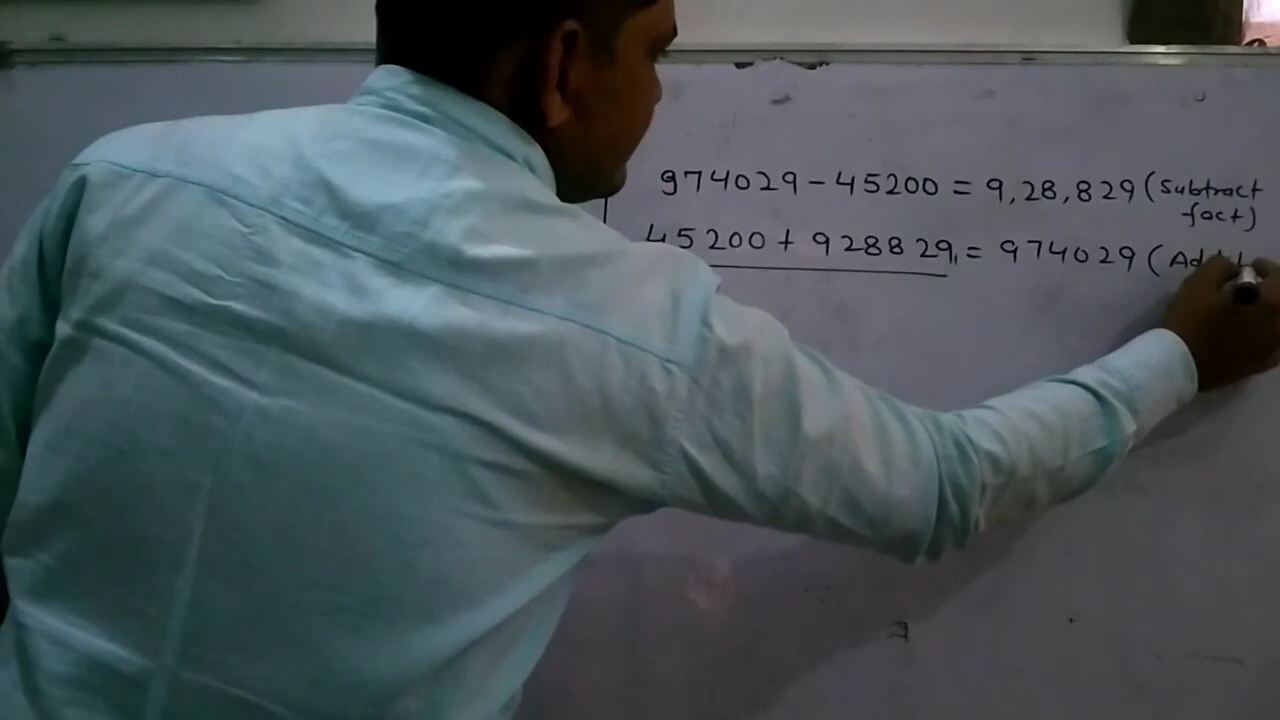 974029 - 45200 = 9,28,829 (Subtract
fact)
45200 + 928829 = 974029 (Add